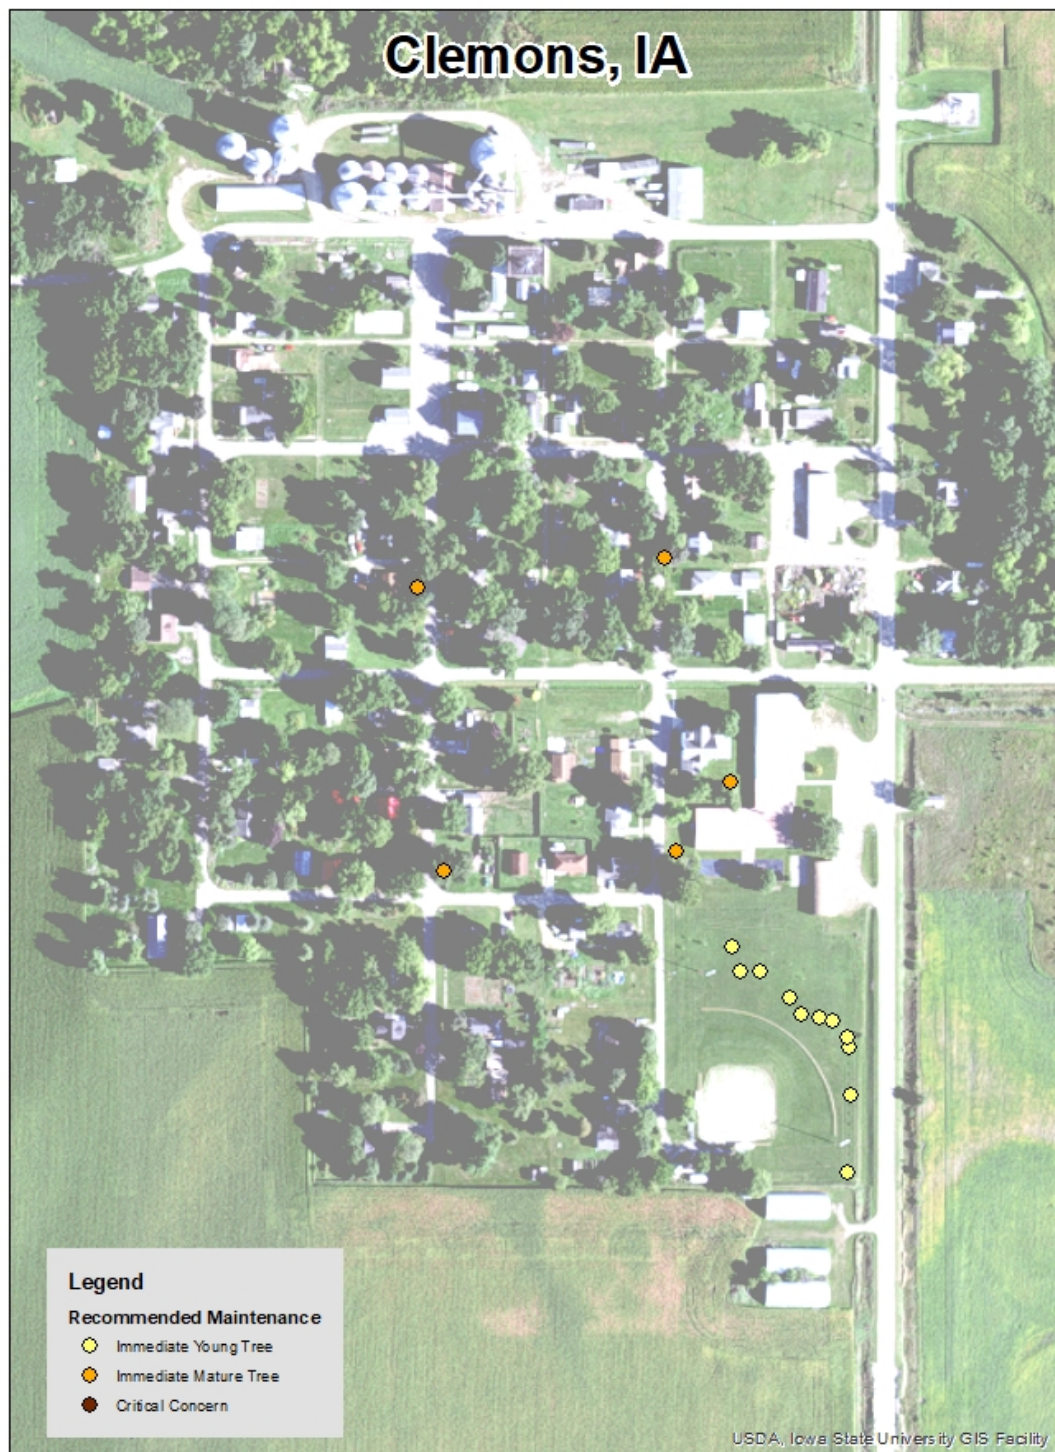 Clemons, IA
Legend
Recommended Maintenance
Immediate Young Tree
Immediate Mature Tree
Critical Concern
USDA, Iowa State University GIS Facility